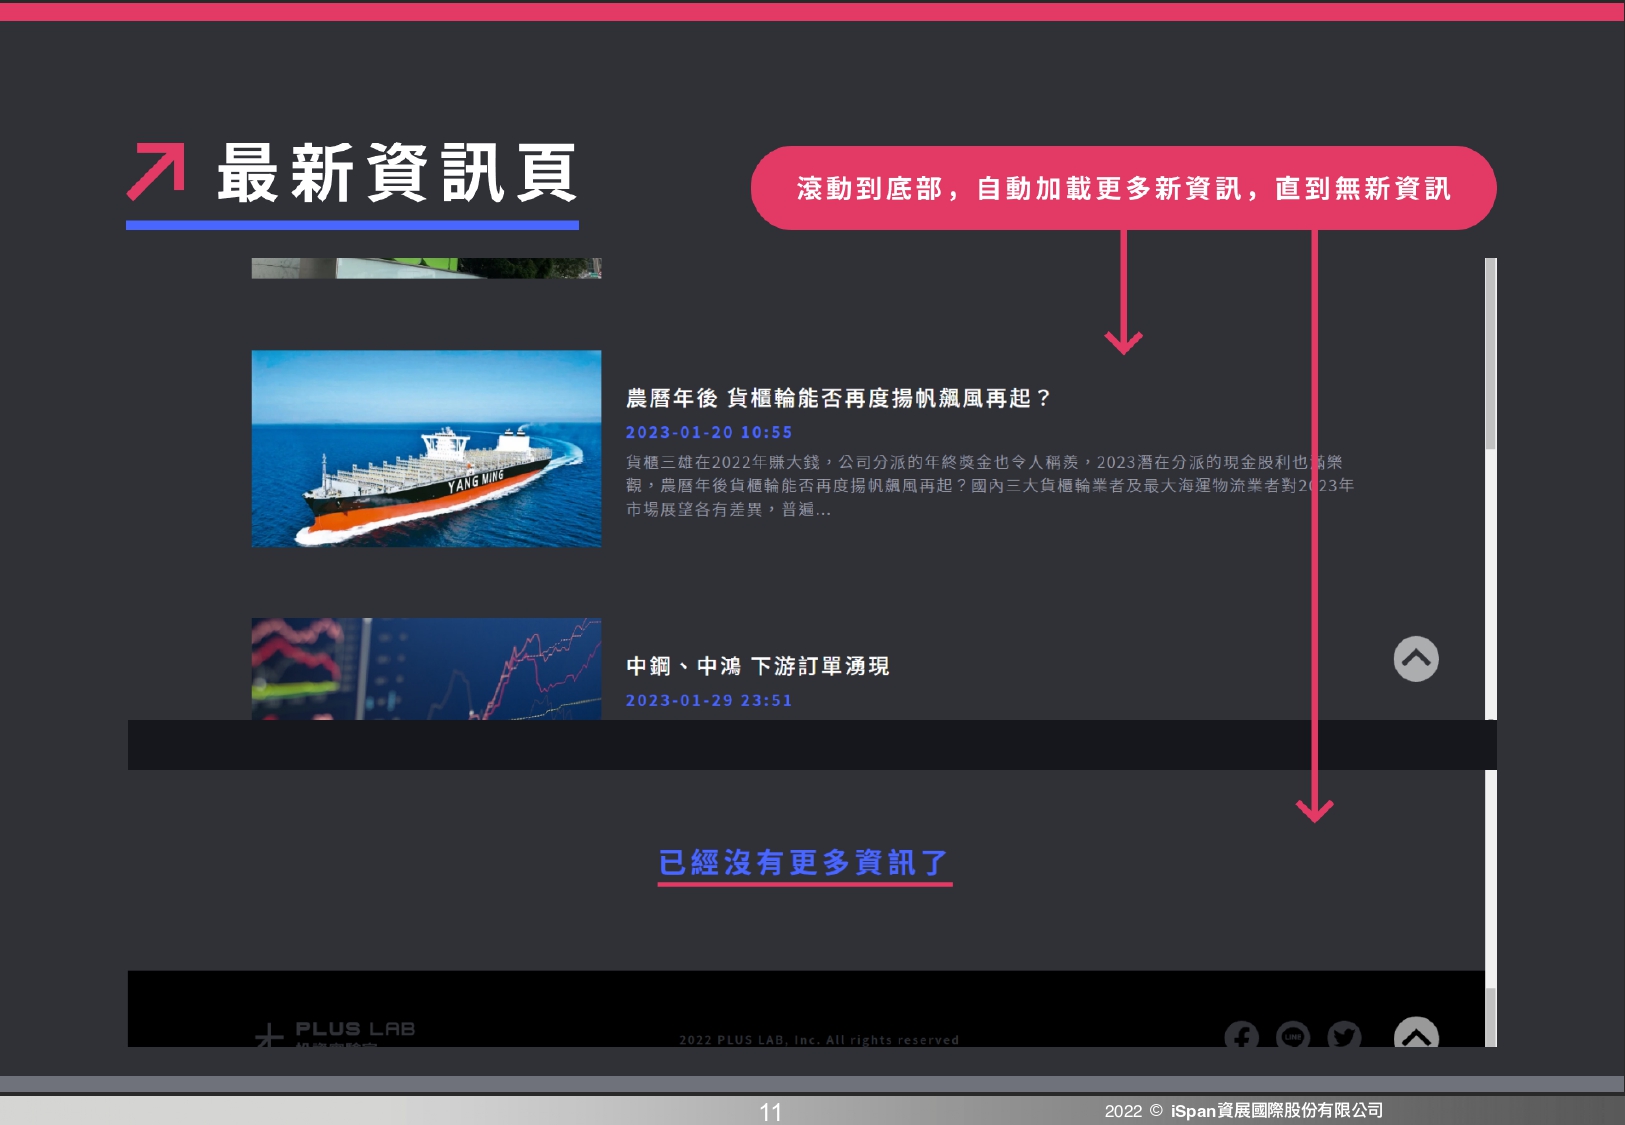 最新資訊頁
滾動到底部，自動加載更多新資訊，直到無新資訊
YANG MING
農曆年後 貨櫃輪能否再度揚帆飆風再起？
2023-01-20 10:55
貨櫃三雄在2022年賺大錢，公司分派的年終獎金也令人稱羨，2023潛在分派的現金股利也滿樂
觀，農曆年後貨櫃輪能否再度揚帆飆風再起？國內三大貨櫃輪業者及最大海運物流業者對2023年
市場展望各有差異，普遍...
中鋼、中鴻 下游訂單湧現
2023-01-29 23:51
已經沒有更多資訊了
PLUS LAB
2022 PLUS LAB, Inc. All rights reserved
LINE
11
2022 © iSpan資展國際股份有限公司